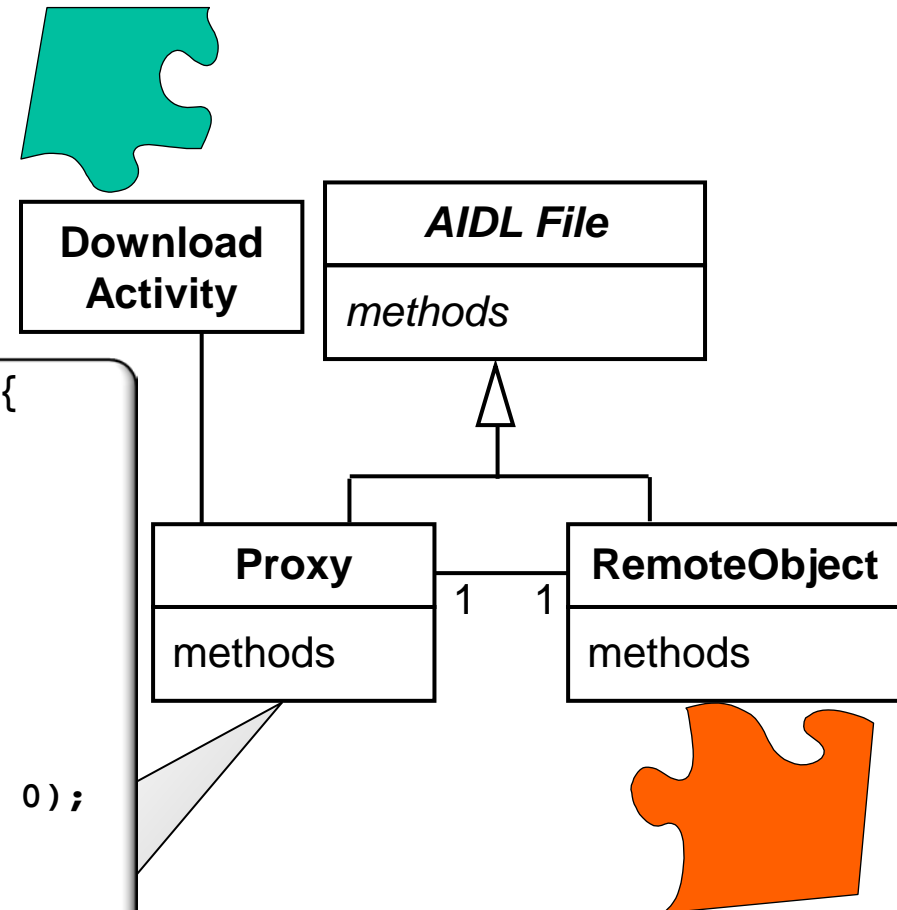 Download
Activity
AIDL File
methods
{
Proxy
RemoteObject
1 1
methods
methods
0);